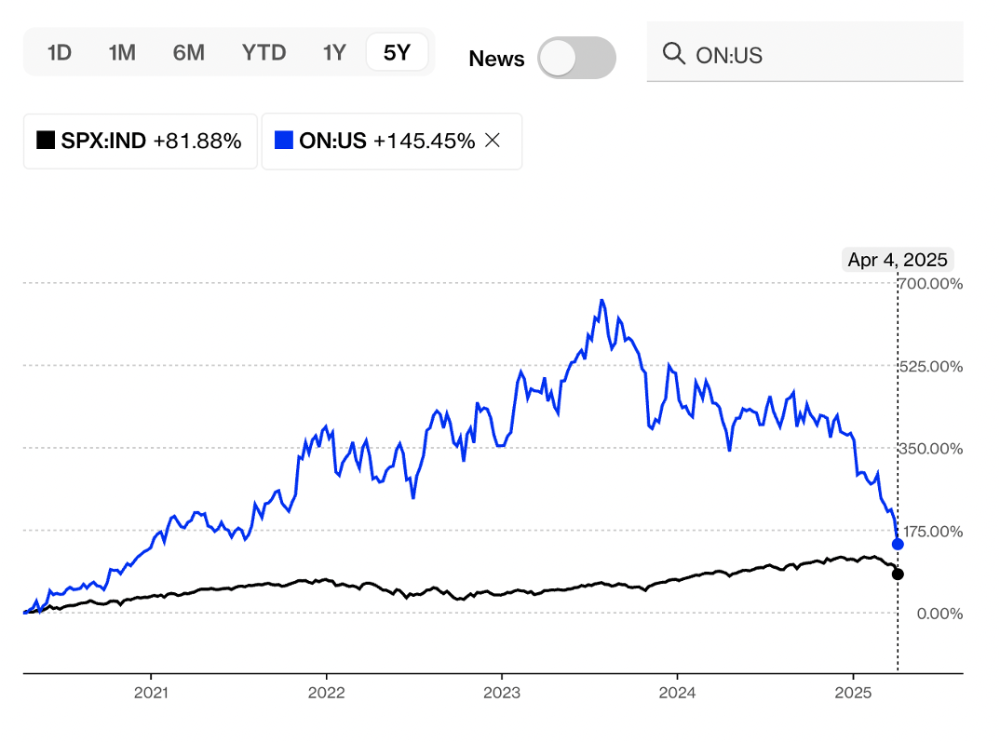 1D 1M 6M YTD 1Y 5Y News ON:US
SPX:IND +81.88% ON:US +145.45%
Apr 4, 2025
700.00%
525.00%
350.00%
175.00%
0.00%
2021 2022 2023 2024 2025